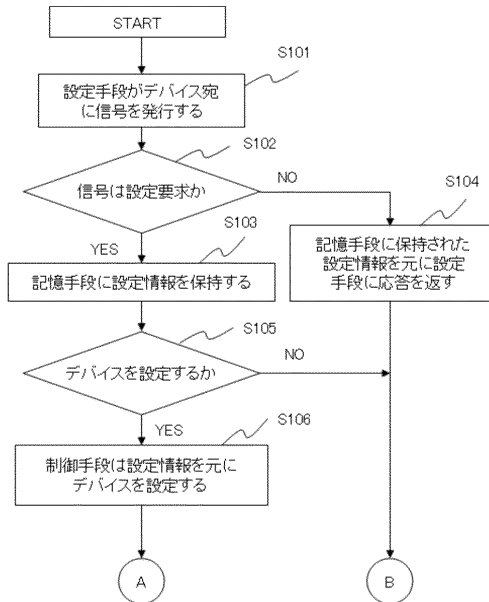 START
S101
設定手段がデバイス宛
に信号を発行する
S102
信号は設定要求か
NO
S104
YES
S103
記憶手段に保持された
設定情報を元に設定
手段に応答を返す
記憶手段に設定情報を保持する
S105
デバイスを設定するか
NO
YES
S106
制御手段は設定情報を元に
デバイスを設定する
A
B